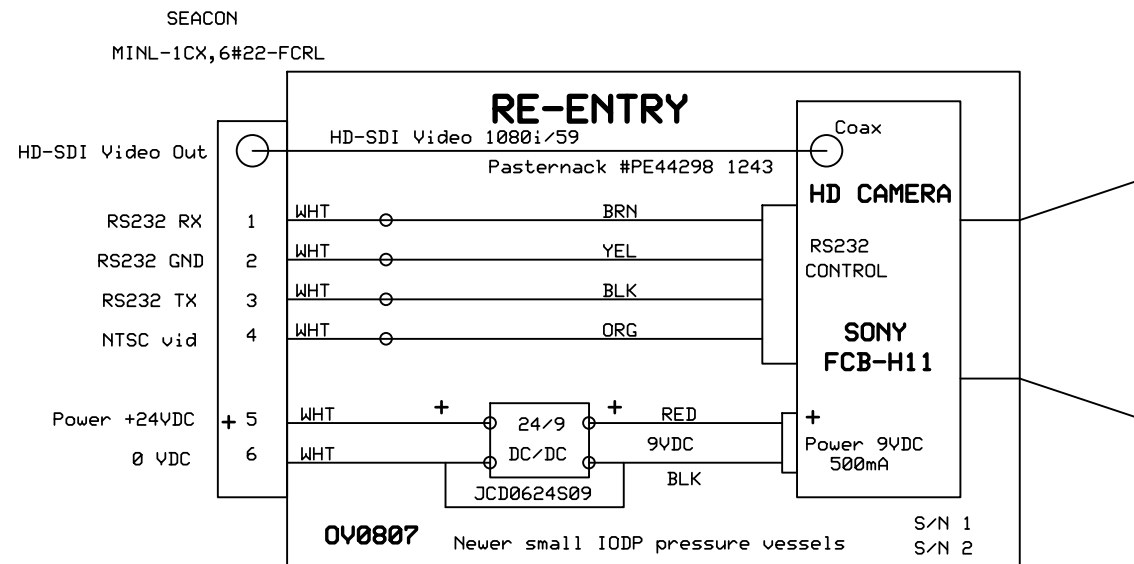 SEACON
MINL-1CX,6#22-FCRL
RE-ENTRY
HD-SDI Video 1080i/59
Coax
HD-SDI Video Out
Pasternack #PE44298 1243
HD CAMERA
RS232 RX 1 WHT BRN
RS232 GND 2 WHT YEL
RS232 CONTROL
RS232 TX 3 WHT BLK
NTSC vid 4 WHT ORG
SONY
FCB-H11
Power +24VDC + 5 WHT + 24/9 + RED +
9VDC
Power 9VDC
500mA
0 VDC 6 WHT DC/DC
BLK
JCD0624S09
OV0807
Newer small IODP pressure vessels
S/N 1
S/N 2